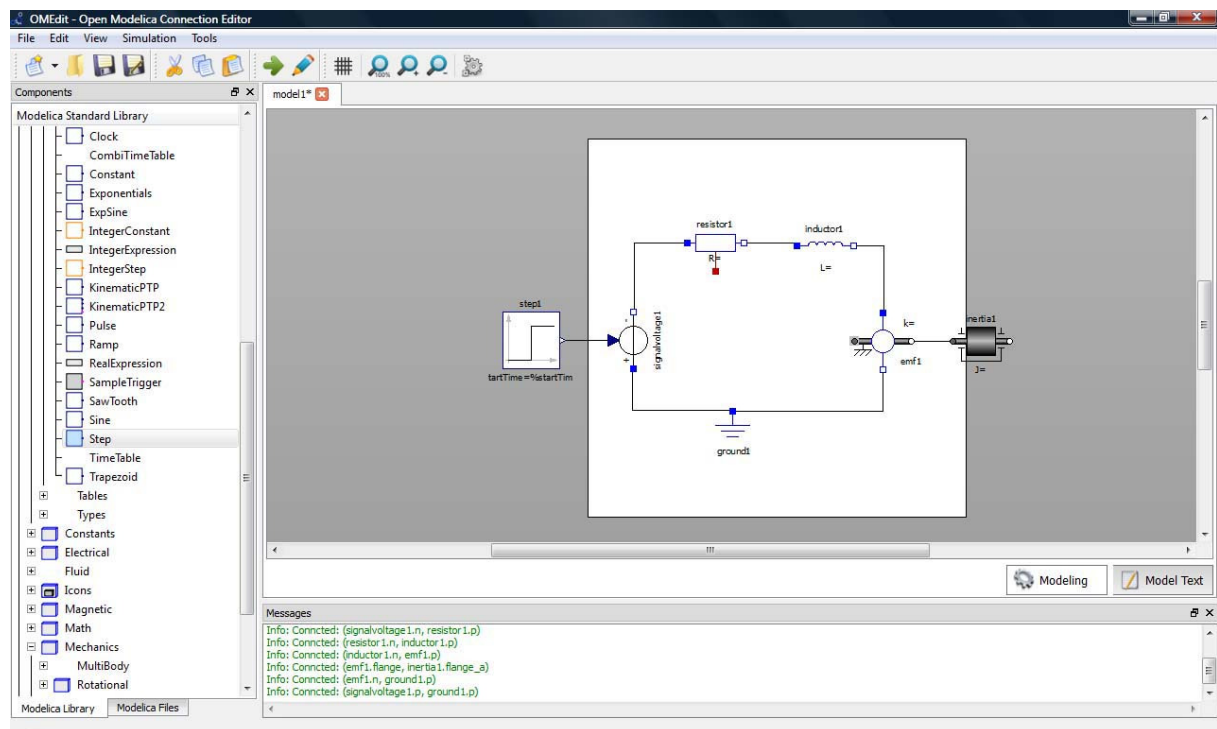 OMEdit - Open Modelica Connection Editor
File Edit View Simulation Tools
100%
Components
model1*
Modelica Standard Library
Clock
CombiTimeTable
Constant
Exponentials
ExpSine
IntegerConstant
IntegerExpression
IntegerStep
KinematicPTP
KinematicPTP2
Pulse
Ramp
RealExpression
SampleTrigger
SawTooth
Sine
Step
TimeTable
Trapezoid
Tables
Types
Constants
Electrical
Fluid
Icons
Magnetic
Math
Mechanics
MultiBody
Rotational
Modelica Library Modelica Files
resistor1
R=
inductor1
L=
step1
tartTime=%startTim
-
+
signalvoltage1
k=
emf1
inertia1
J=
ground1
Modeling Model Text
Messages
Info: Conncted: (signalvoltage1.n, resistor1.p)
Info: Conncted: (resistor1.n, inductor1.p)
Info: Conncted: (inductor1.n, emf1.p)
Info: Conncted: (emf1.flange, inertia1.flange_a)
Info: Conncted: (emf1.n, ground1.p)
Info: Conncted: (signalvoltage1.p, ground1.p)